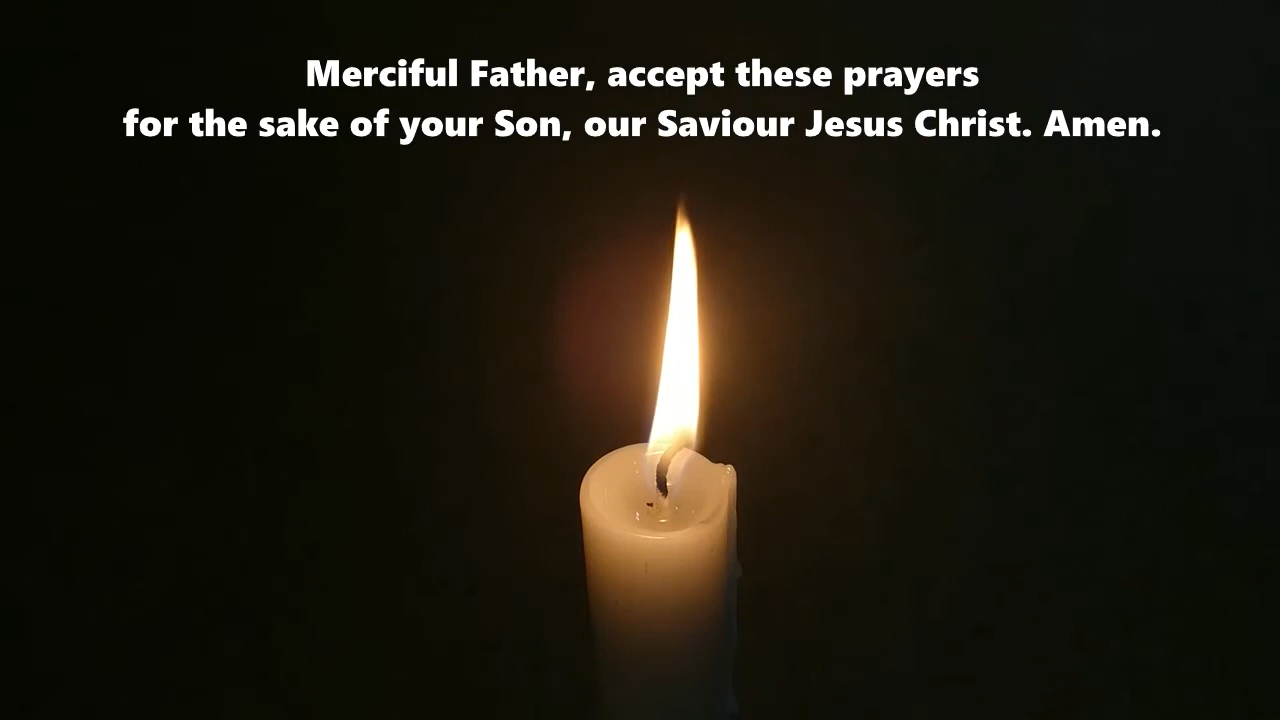 Merciful Father, accept these prayers
for the sake of your Son, our Saviour Jesus Christ. Amen.